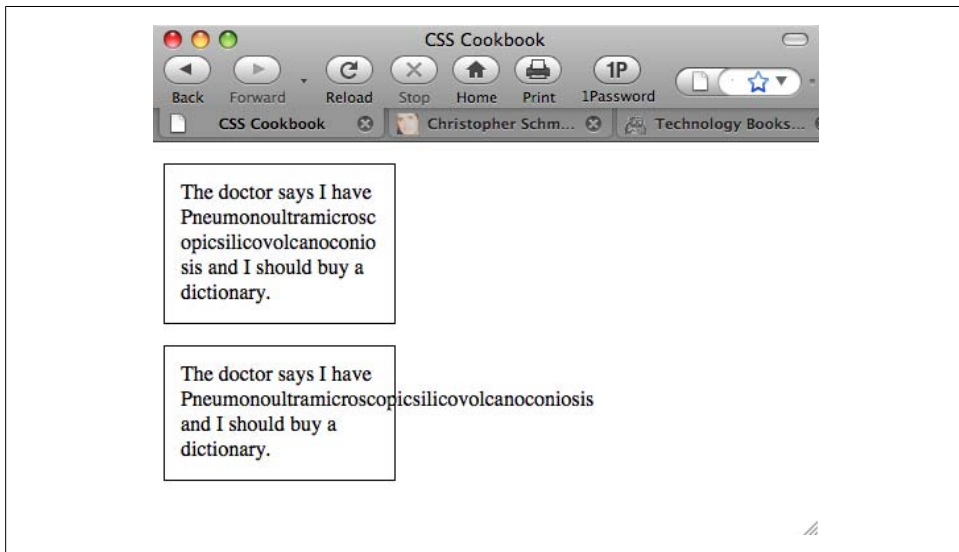 CSS Cookbook
1P
Back Forward Reload Stop Home Print 1Password
CSS Cookbook Christopher Schm... Technology Books...
The doctor says I have
Pneumonoultramicrosc
opicsilicovolcanoconio
sis and I should buy a
dictionary.
The doctor says I have
Pneumonoultramicroscopicsilicovolcanoconiosis
and I should buy a
dictionary.